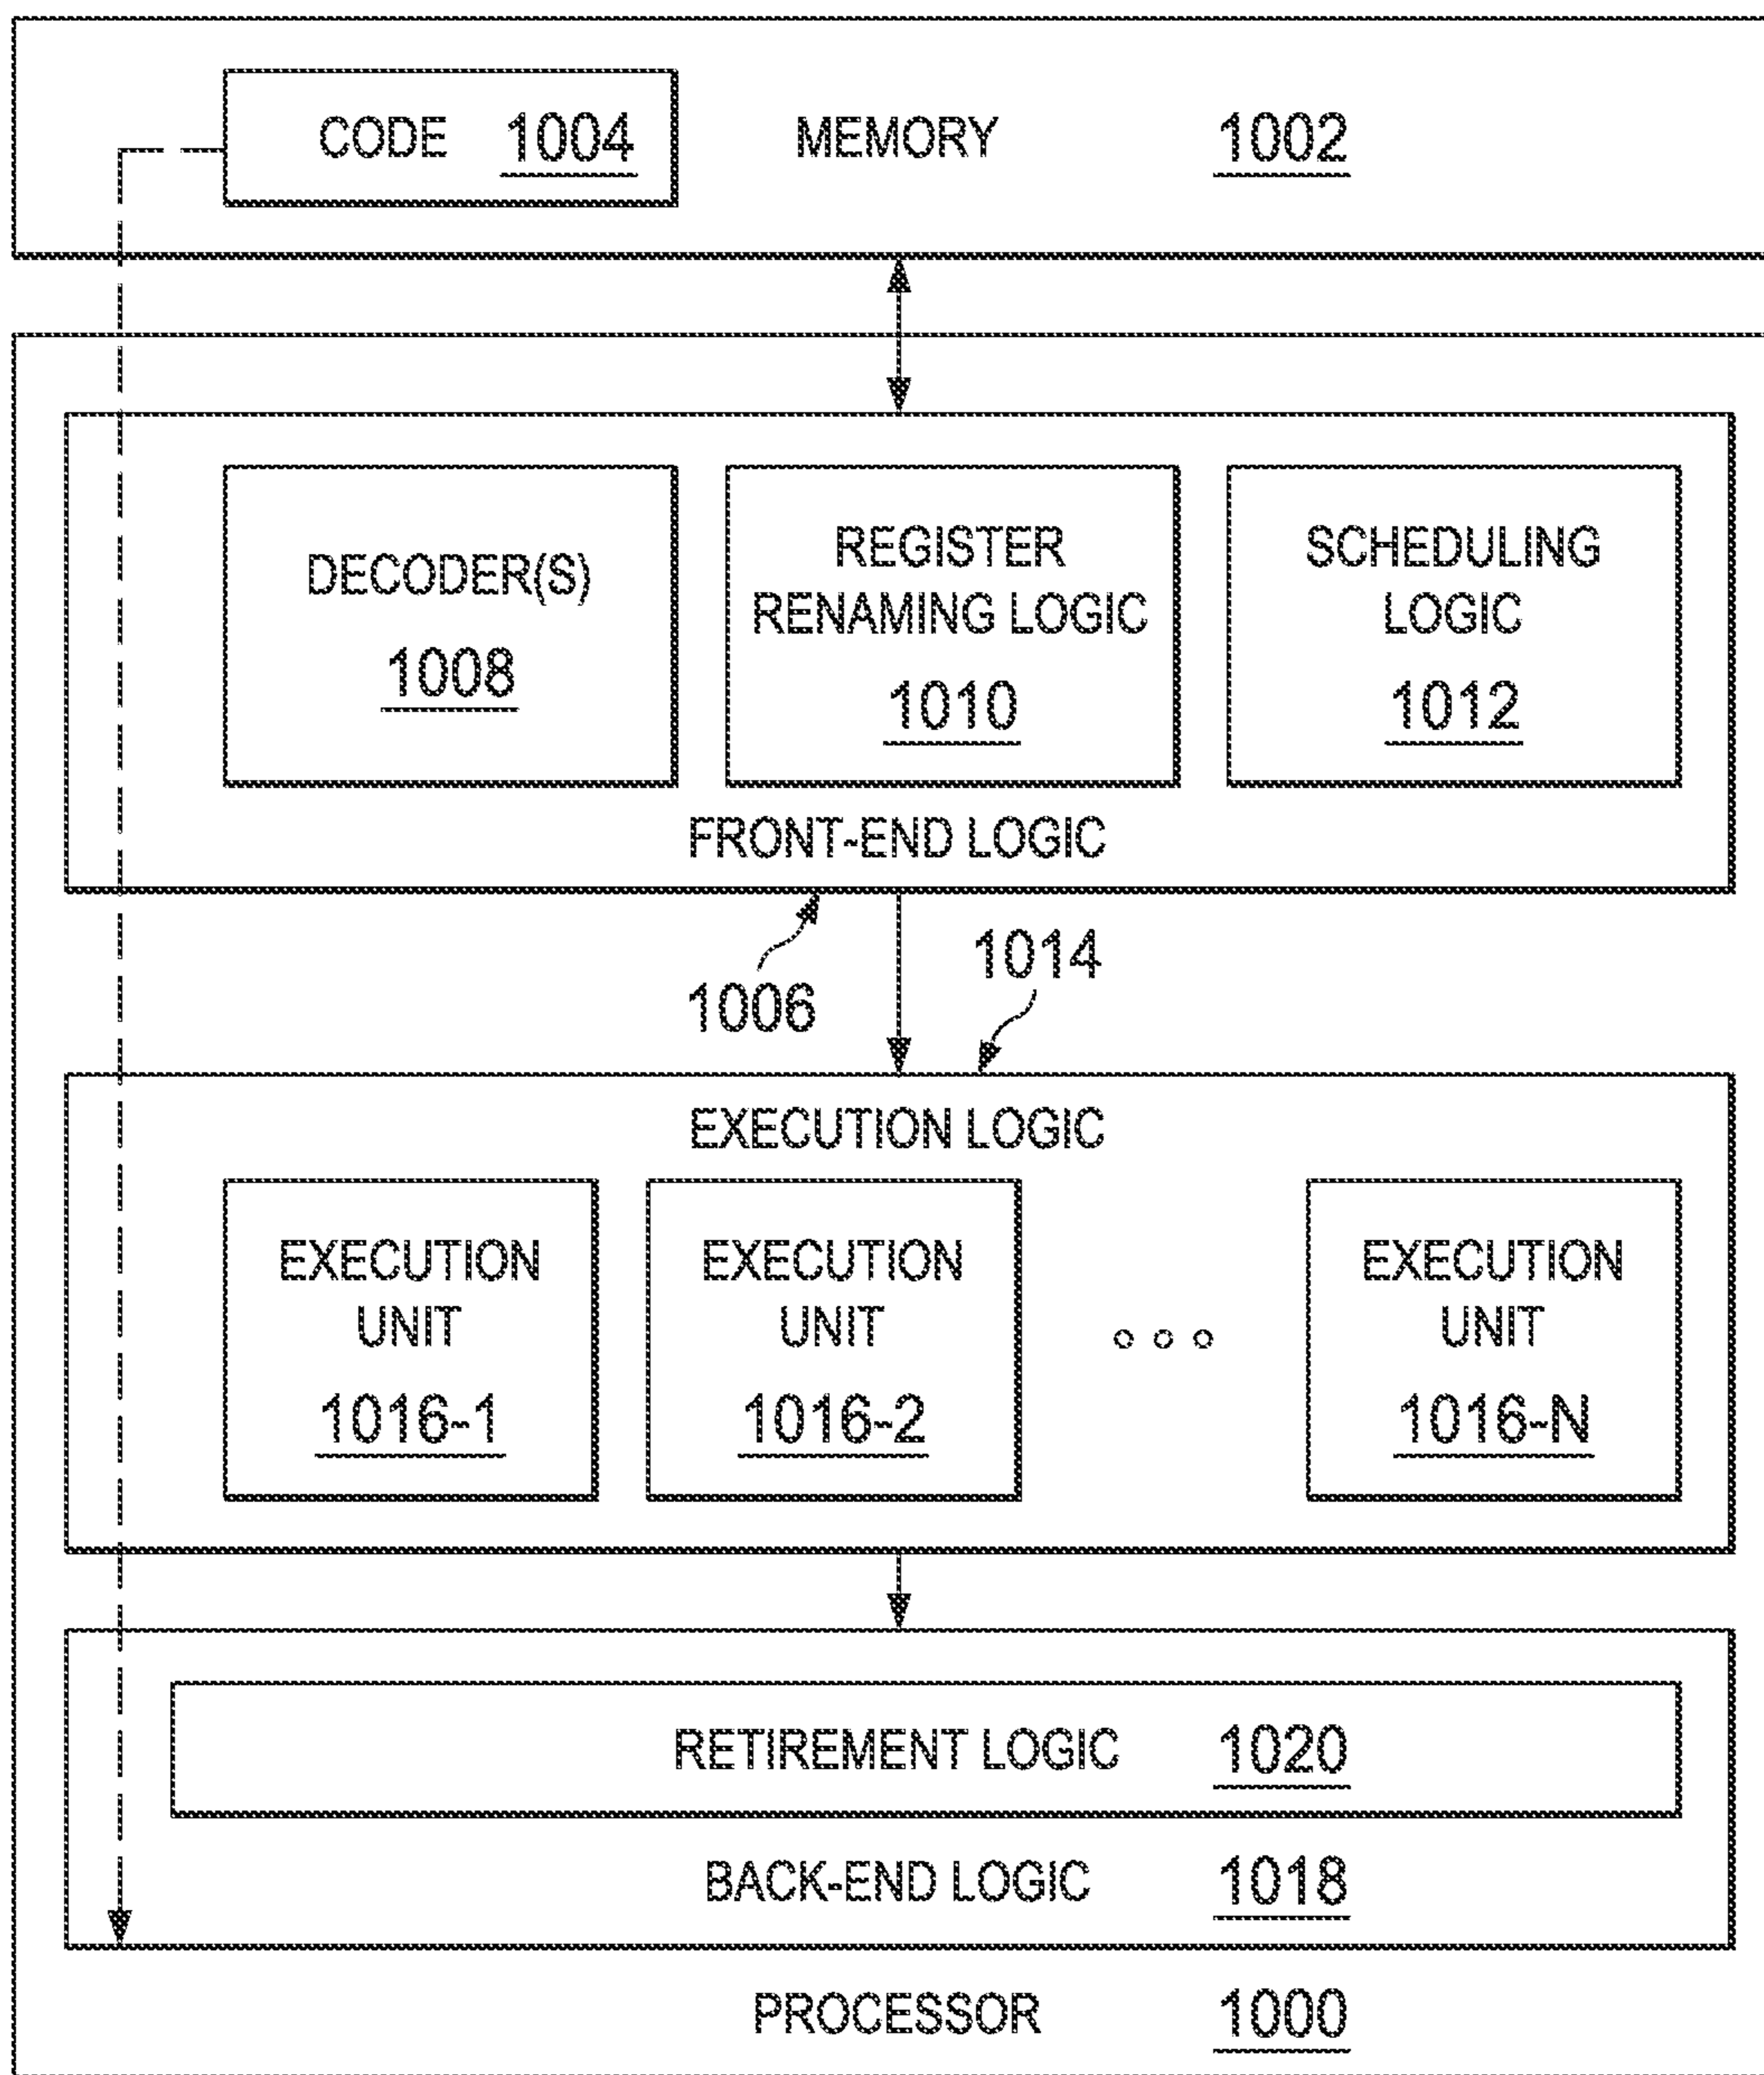 CODE 1004 MEMORY 1002
DECODER(S)
1008
REGISTER
RENAMING LOGIC
1010
SCHEDULING
LOGIC
1012
FRONT-END LOGIC
1006
1014
EXECUTION LOGIC
EXECUTION
UNIT
1016-1
EXECUTION
UNIT
1016-2
EXECUTION
UNIT
1016-N
RETIREMENT LOGIC 1020
BACK-END LOGIC 1018
PROCESSOR 1000